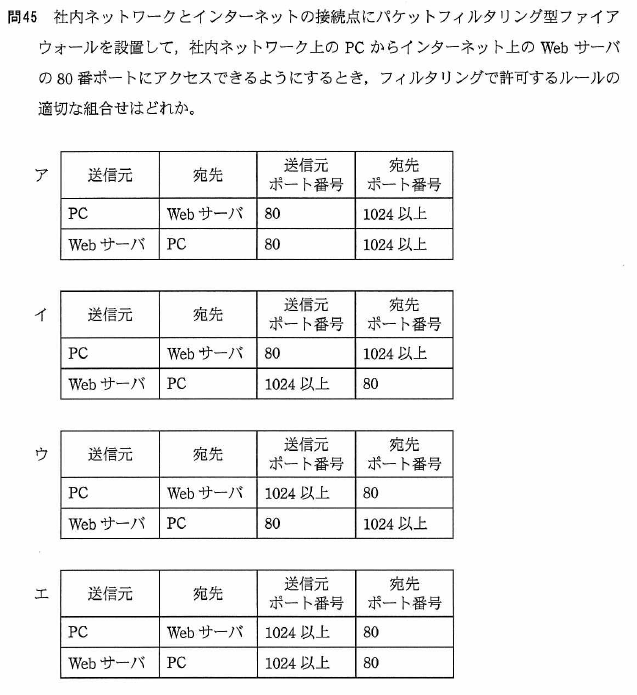 問45 社内ネットワークとインターネットの接続点にパケットフィルタリング型ファイア
ウォールを設置して，社内ネットワーク上の PC からインターネット上の Web サーバ
の 80 番ポートにアクセスできるようにするとき，フィルタリングで許可するルールの
適切な組合せはどれか。
ア
送信元 宛先 送信元ポート番号 宛先ポート番号
PC Web サーバ 80 1024 以上
Web サーバ PC 80 1024 以上
イ
送信元 宛先 送信元ポート番号 宛先ポート番号
PC Web サーバ 80 1024 以上
Web サーバ PC 1024 以上 80
ウ
送信元 宛先 送信元ポート番号 宛先ポート番号
PC Web サーバ 1024 以上 80
Web サーバ PC 80 1024 以上
エ
送信元 宛先 送信元ポート番号 宛先ポート番号
PC Web サーバ 1024 以上 80
Web サーバ PC 1024 以上 80